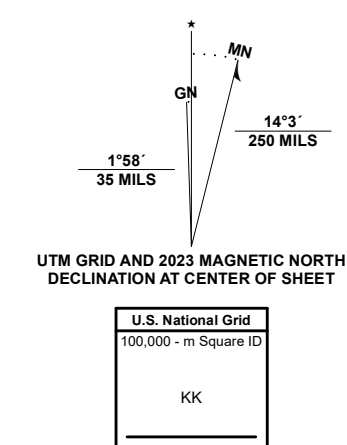 ★
MN
GN
14°3´
250 MILS
1°58´
35 MILS
UTM GRID AND 2023 MAGNETIC NORTH
DECLINATION AT CENTER OF SHEET
U.S. National Grid
100,000 - m Square ID
KK